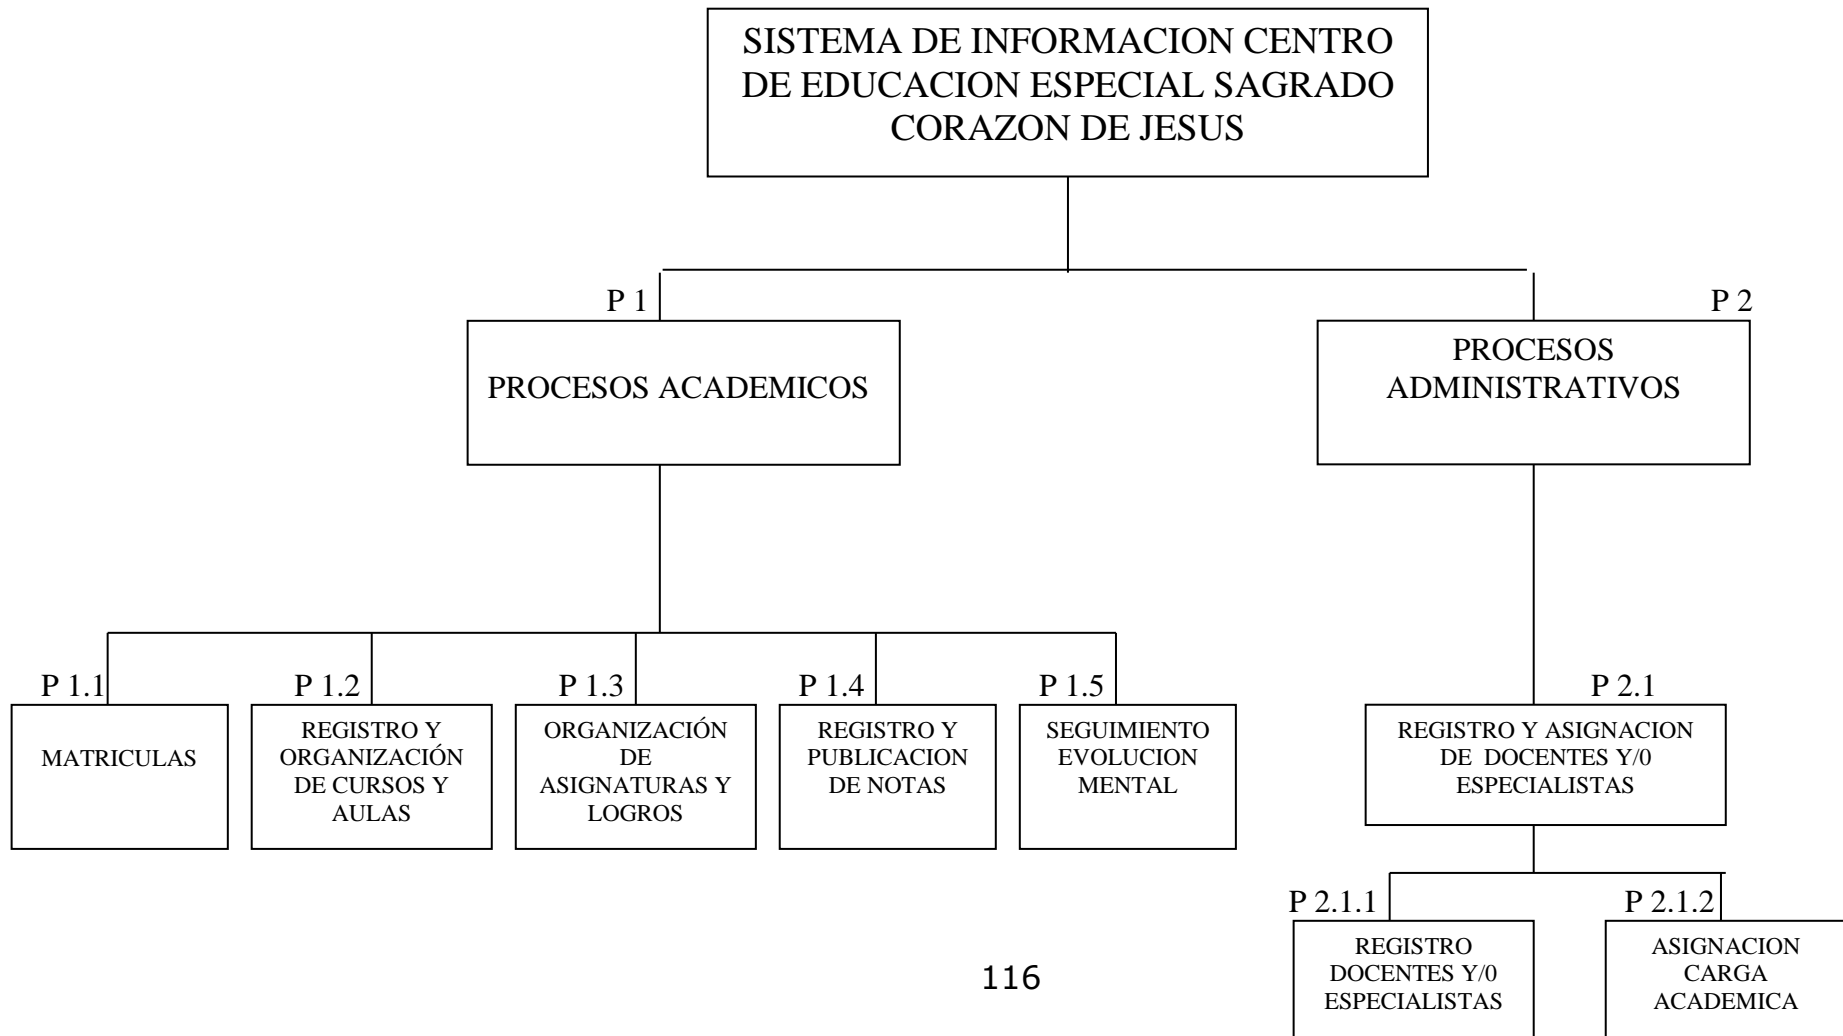 SISTEMA DE INFORMACION CENTRO
DE EDUCACION ESPECIAL SAGRADO
CORAZON DE JESUS
P 1
PROCESOS ACADEMICOS
P 2
PROCESOS
ADMINISTRATIVOS
P 1.1
MATRICULAS
P 1.2
REGISTRO Y
ORGANIZACIÓN
DE CURSOS Y
AULAS
P 1.3
ORGANIZACIÓN
DE
ASIGNATURAS Y
LOGROS
P 1.4
REGISTRO Y
PUBLICACION
DE NOTAS
P 1.5
SEGUIMIENTO
EVOLUCION
MENTAL
P 2.1
REGISTRO Y ASIGNACION
DE DOCENTES Y/0
ESPECIALISTAS
P 2.1.1
REGISTRO
DOCENTES Y/0
ESPECIALISTAS
P 2.1.2
ASIGNACION
CARGA
ACADEMICA
116